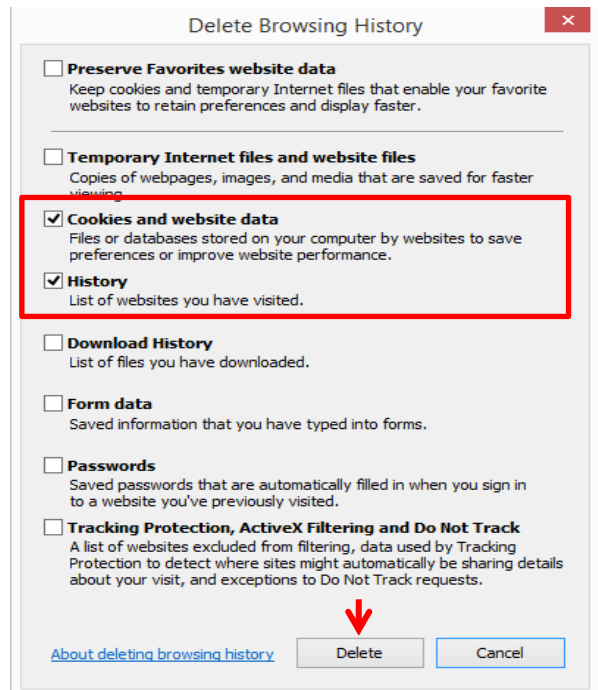 Delete Browsing History
Preserve Favorites website data
Keep cookies and temporary Internet files that enable your favorite
websites to retain preferences and display faster.
Temporary Internet files and website files
Copies of webpages, images, and media that are saved for faster
viewing.
Cookies and website data
Files or databases stored on your computer by websites to save
preferences or improve website performance.
History
List of websites you have visited.
Download History
List of files you have downloaded.
Form data
Saved information that you have typed into forms.
Passwords
Saved passwords that are automatically filled in when you sign in
to a website you've previously visited.
Tracking Protection, ActiveX Filtering and Do Not Track
A list of websites excluded from filtering, data used by Tracking
Protection to detect where sites might automatically be sharing details
about your visit, and exceptions to Do Not Track requests.
About deleting browsing history Delete Cancel